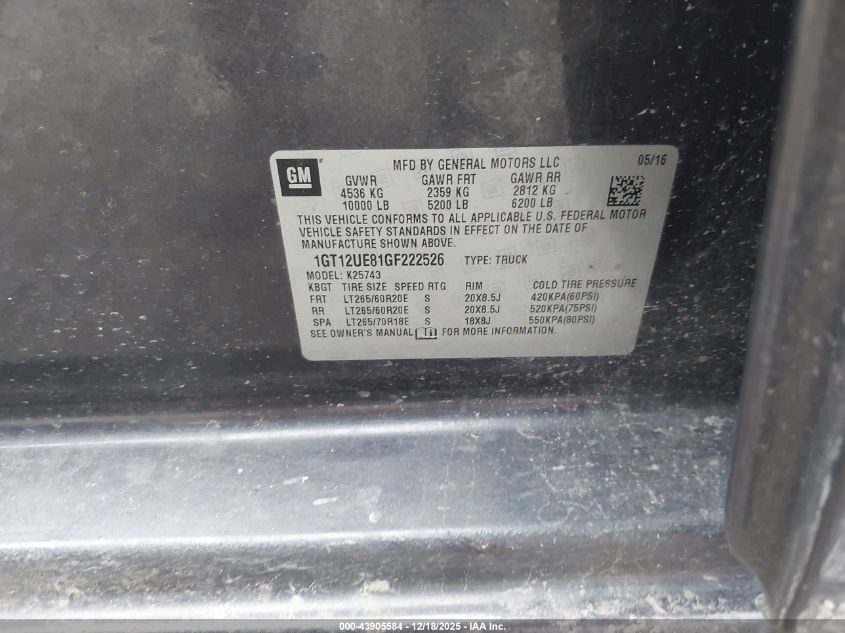 GM
MFD BY GENERAL MOTORS LLC 05/16
GVWR GAWR FRT GAWR RR
4536 KG 2359 KG 2812 KG
10000 LB 5200 LB 6200 LB
THIS VEHICLE CONFORMS TO ALL APPLICABLE U.S. FEDERAL MOTOR
VEHICLE SAFETY STANDARDS IN EFFECT ON THE DATE OF
MANUFACTURE SHOWN ABOVE.
1GT12UE81GF222526 TYPE: TRUCK
MODEL: K25743
KBGT TIRE SIZE SPEED RTG RIM COLD TIRE PRESSURE
FRT LT265/60R20E S 20X8.5J 420KPA(60PSI)
RR LT265/60R20E S 20X8.5J 520KPA(75PSI)
SPA LT265/70R18E S 18X8J 550KPA(80PSI)
SEE OWNER'S MANUAL FOR MORE INFORMATION.
000-43905584 - 12/18/2025 - IAA Inc.